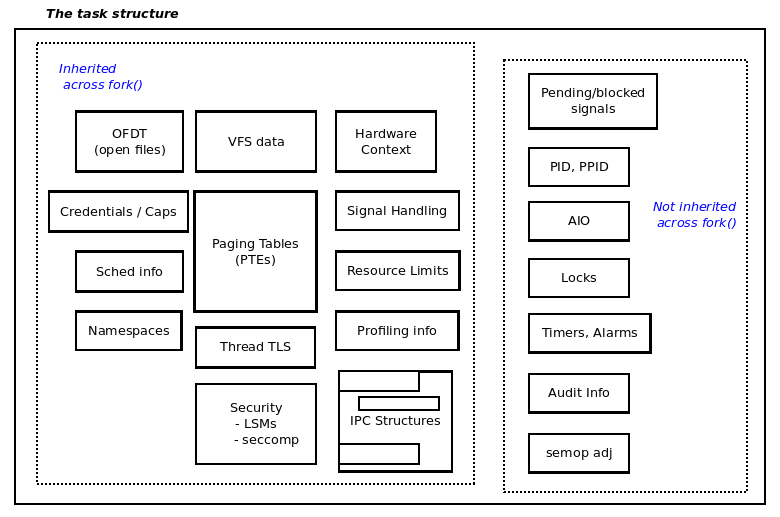 The task structure
Inherited
across fork()
OFDT
(open files)
VFS data
Hardware
Context
Credentials / Caps
Paging Tables
(PTEs)
Signal Handling
Sched info
Resource Limits
Namespaces
Thread TLS
Profiling info
Security
- LSMs
- seccomp
IPC Structures
Pending/blocked
signals
PID, PPID
AIO
Not inherited
across fork()
Locks
Timers, Alarms
Audit Info
semop adj